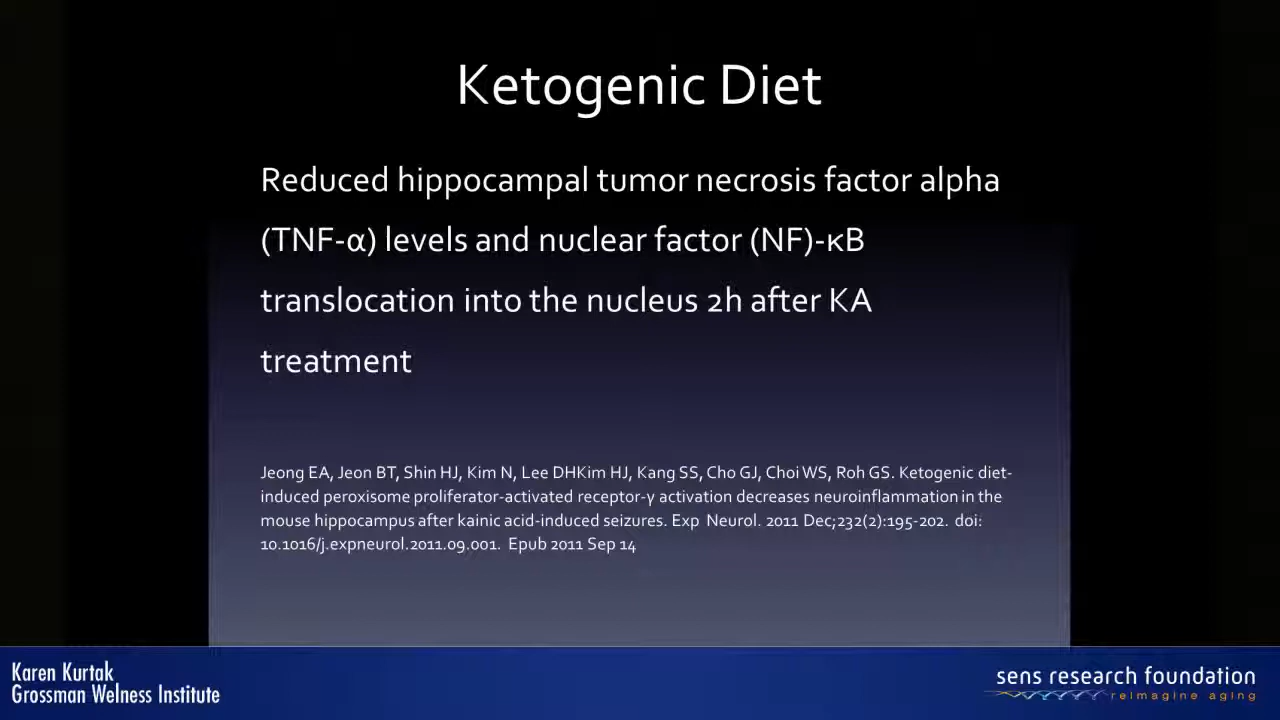 Ketogenic Diet
Reduced hippocampal tumor necrosis factor alpha
(TNF-α) levels and nuclear factor (NF)-κB
translocation into the nucleus 2h after KA
treatment
Jeong EA, Jeon BT, Shin HJ, Kim N, Lee DHKim HJ, Kang SS, Cho GJ, Choi WS, Roh GS. Ketogenic diet-
induced peroxisome proliferator-activated receptor-γ activation decreases neuroinflammation in the
mouse hippocampus after kainic acid-induced seizures. Exp Neurol. 2011 Dec;232(2):195-202. doi:
10.1016/j.expneurol.2011.09.001. Epub 2011 Sep 14
Karen Kurtak
Grossman Welness Institute
sens research foundation
reimagine aging